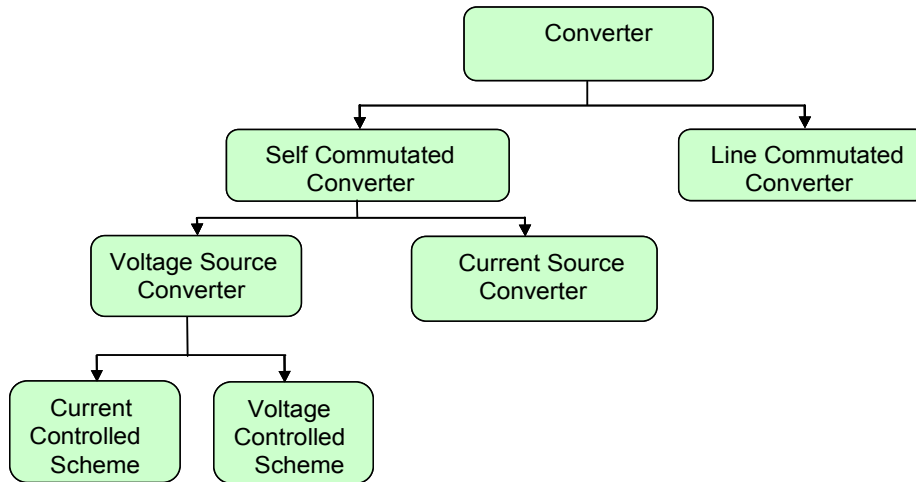 Converter
Self Commutated
Converter
Line Commutated
Converter
Voltage Source
Converter
Current Source
Converter
Current
Controlled
Scheme
Voltage
Controlled
Scheme